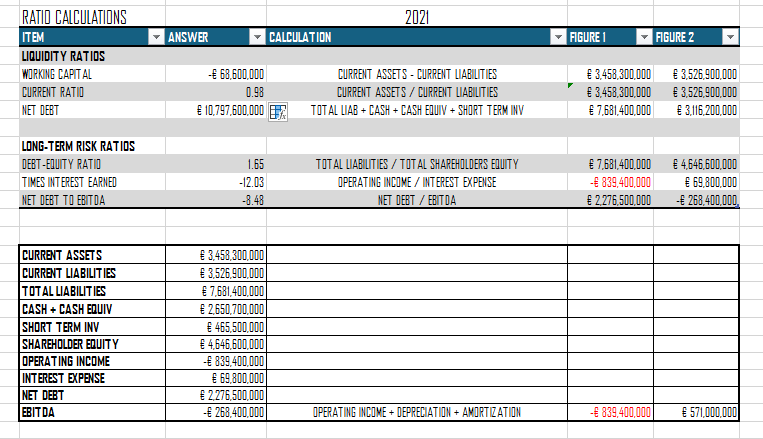 RATIO CALCULATIONS 2021
ITEM ANSWER CALCULATION FIGURE 1 FIGURE 2
LIQUIDITY RATIOS
WORKING CAPITAL -€ 68,600,000 CURRENT ASSETS - CURRENT LIABILITIES € 3,458,300,000 € 3,526,900,000
CURRENT RATIO 0.98 CURRENT ASSETS / CURRENT LIABILITIES € 3,458,300,000 € 3,526,900,000
NET DEBT € 10,797,600,000 TOTAL LIAB + CASH + CASH EQUIV + SHORT TERM INV € 7,681,400,000 € 3,116,200,000
LONG-TERM RISK RATIOS
DEBT-EQUITY RATIO 1.65 TOTAL LIABILITIES / TOTAL SHAREHOLDERS EQUITY € 7,681,400,000 € 4,646,600,000
TIMES INTEREST EARNED -12.03 OPERATING INCOME / INTEREST EXPENSE -€ 839,400,000 € 69,800,000
NET DEBT TO EBITDA -8.48 NET DEBT / EBITDA € 2,276,500,000 -€ 268,400,000
CURRENT ASSETS € 3,458,300,000
CURRENT LIABILITIES € 3,526,900,000
TOTAL LIABILITIES € 7,681,400,000
CASH + CASH EQUIV € 2,650,700,000
SHORT TERM INV € 465,500,000
SHAREHOLDER EQUITY € 4,646,600,000
OPERATING INCOME -€ 839,400,000
INTEREST EXPENSE € 69,800,000
NET DEBT € 2,276,500,000
EBITDA -€ 268,400,000 OPERATING INCOME + DEPRECIATION + AMORTIZATION -€ 839,400,000 € 571,000,000